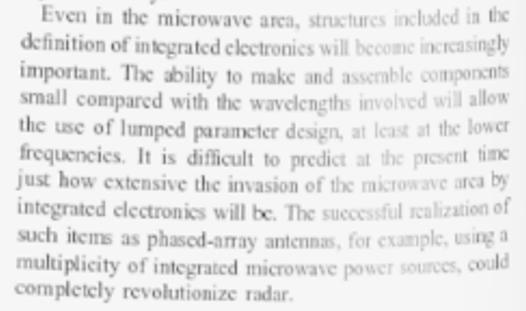 Even in the microwave area, structures included in the
definition of integrated electronics will become increasingly
important. The ability to make and assemble components
small compared with the wavelengths involved will allow
the use of lumped parameter design, at least at the lower
frequencies. It is difficult to predict at the present time
just how extensive the invasion of the microwave area by
integrated electronics will be. The successful realization of
such items as phased-array antennas, for example, using a
multiplicity of integrated microwave power sources, could
completely revolutionize radar.